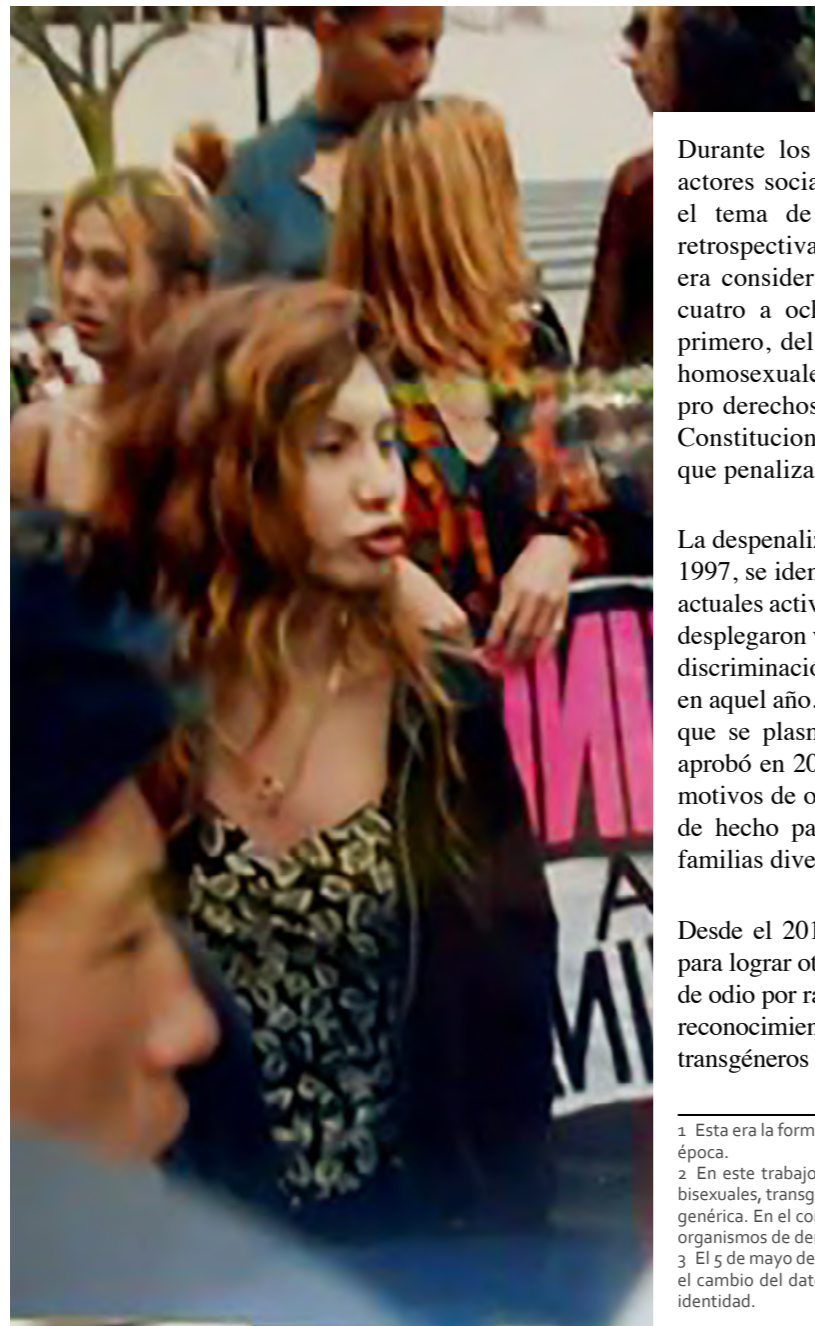 Durante los
actores socia
el tema de
retrospectiva
era consider
cuatro a och
primero, del
homosexuale
pro derechos
Constitucion
que penaliza
La despenaliz
1997, se iden
actuales activ
desplegaron v
discriminació
en aquel año.
que se plasm
aprobó en 20
motivos de o
de hecho pa
familias dive
Desde el 201
para lograr ot
de odio por ra
reconocimien
transgéneros
1 Esta era la form
época.
2 En este trabajo
bisexuales, transg
genérica. En el con
organismos de der
3 El 5 de mayo de
el cambio del dato
identidad.